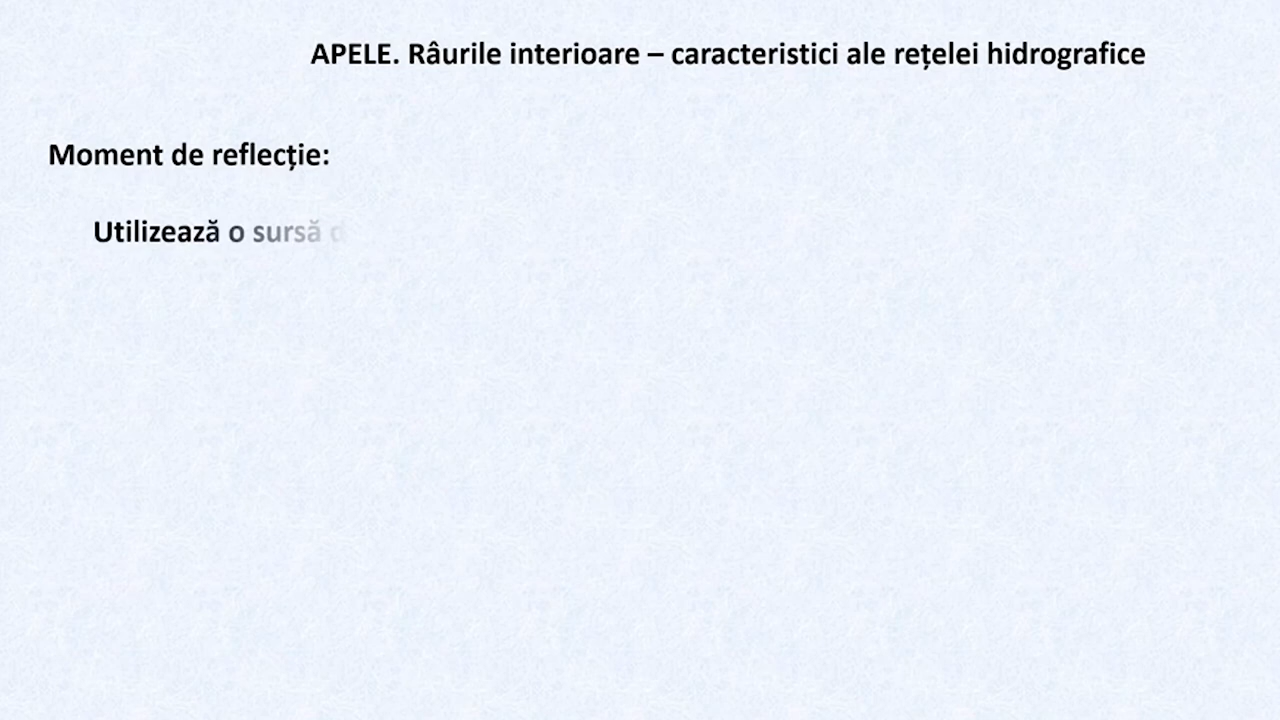 APELE. Râurile interioare – caracteristici ale rețelei hidrografice
Moment de reflecție:
Utilizează o sursă d